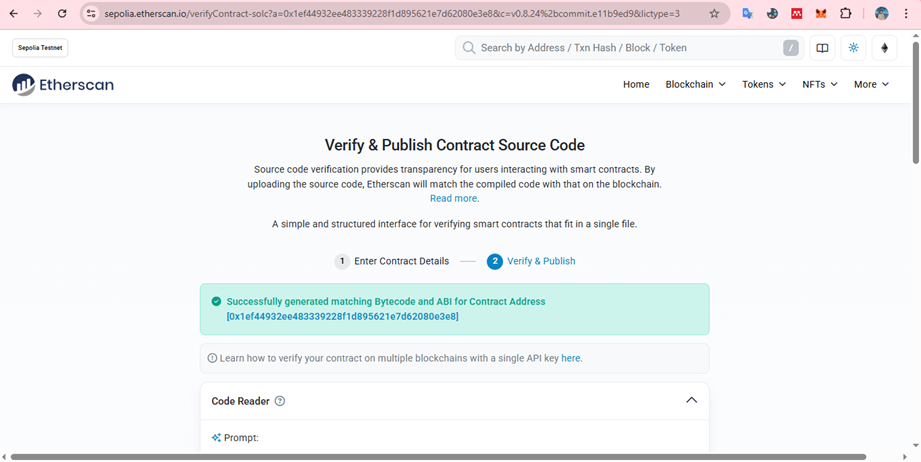 sepolia.etherscan.io/verifyContract-solc?a=0x1ef44932ee483339228f1d895621e7d62080e3e8&c=v0.8.24%2bcommit.e11b9ed9&lictype=3
Sepolia Testnet
Search by Address / Txn Hash / Block / Token
/
Etherscan
Home
Blockchain
Tokens
NFTs
More
Verify & Publish Contract Source Code
Source code verification provides transparency for users interacting with smart contracts. By
uploading the source code, Etherscan will match the compiled code with that on the blockchain.
Read more.
A simple and structured interface for verifying smart contracts that fit in a single file.
1 Enter Contract Details
2 Verify & Publish
Successfully generated matching Bytecode and ABI for Contract Address
[0x1ef44932ee483339228f1d895621e7d62080e3e8]
Learn how to verify your contract on multiple blockchains with a single API key here.
Code Reader
Prompt: